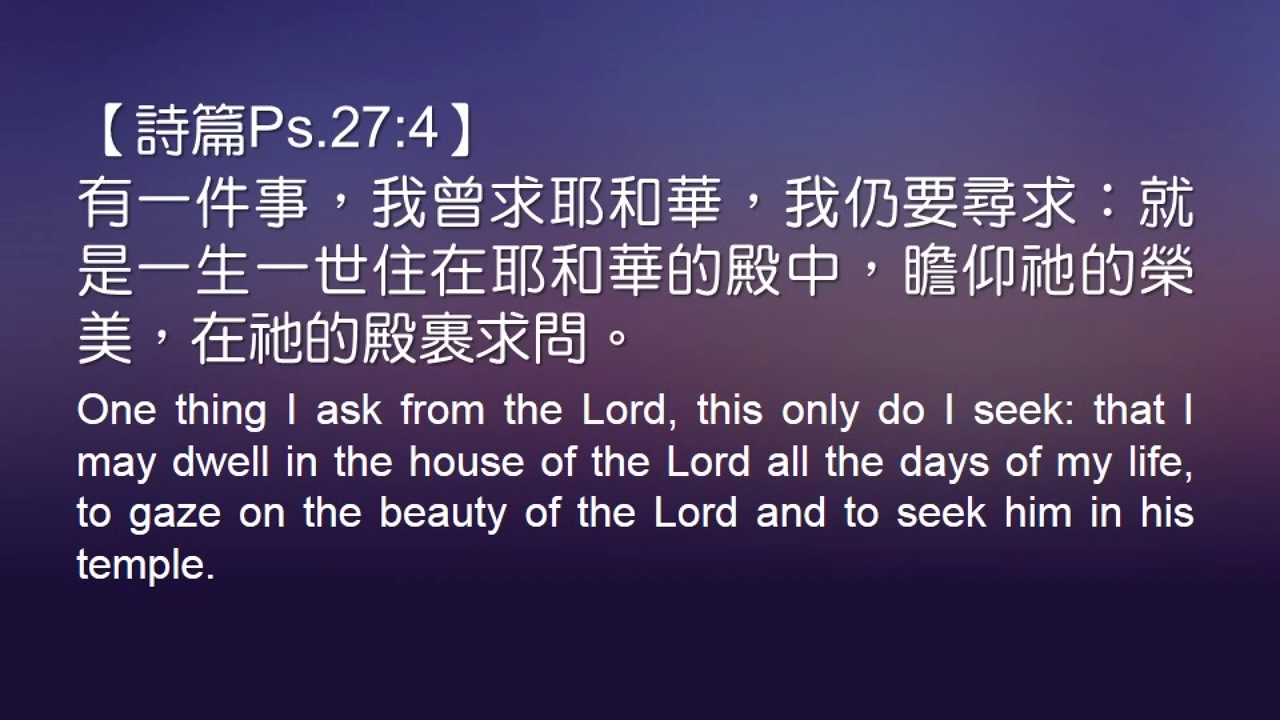 【詩篇Ps.27:4】
有一件事，我曾求耶和華，我仍要尋求：就
是一生一世住在耶和華的殿中，瞻仰祂的榮
美，在祂的殿裏求問。
One thing I ask from the Lord, this only do I seek: that I
may dwell in the house of the Lord all the days of my life,
to gaze on the beauty of the Lord and to seek him in his
temple.